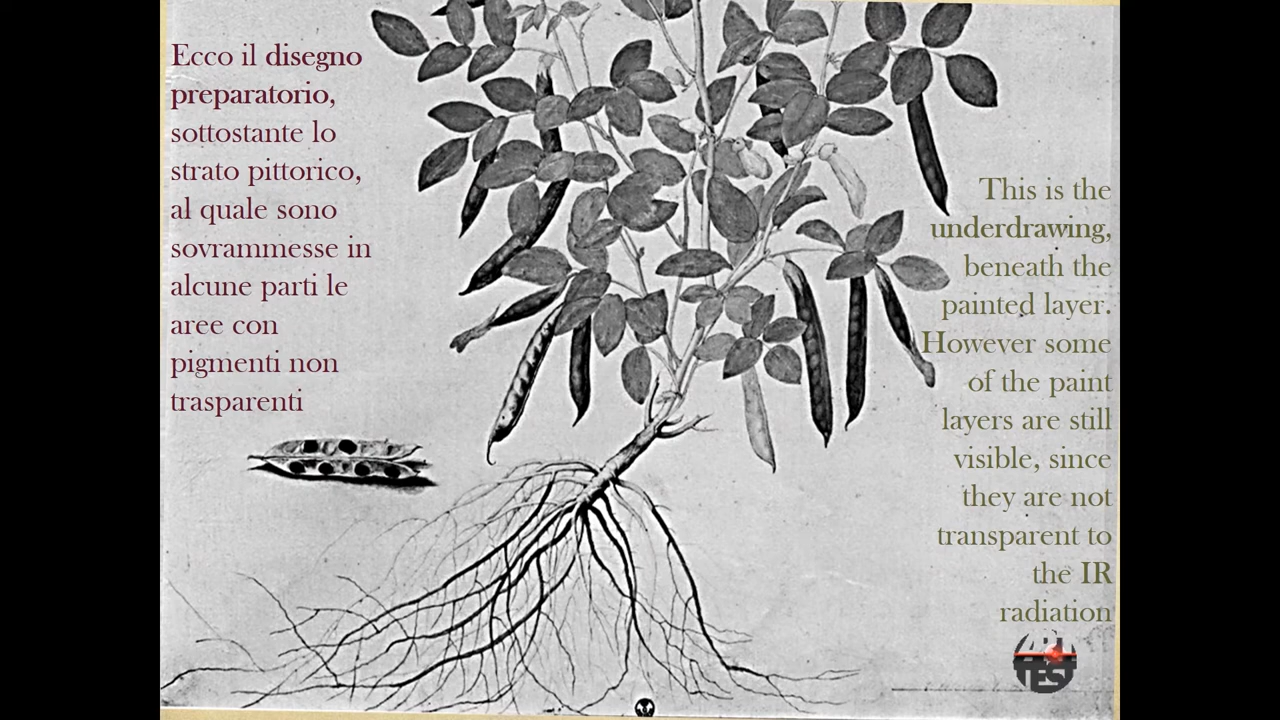 Ecco il disegno
preparatorio,
sottostante lo
strato pittorico,
al quale sono
sovrammesse in
alcune parti le
aree con
pigmenti non
trasparenti
This is the
underdrawing,
beneath the
painted layer.
However some
of the paint
layers are still
visible, since
they are not
transparent to
the IR
radiation
ART
TEST